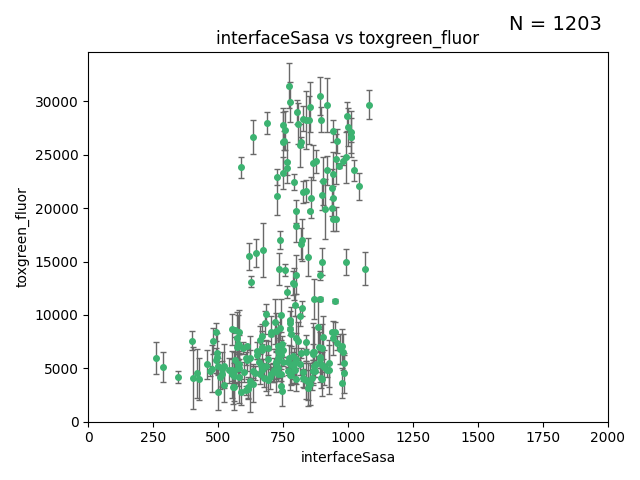 N = 1203
interfaceSasa vs toxgreen_fluor
30000
25000
20000
15000
10000
5000
0
toxgreen_fluor
0 250 500 750 1000 1250 1500 1750 2000
interfaceSasa